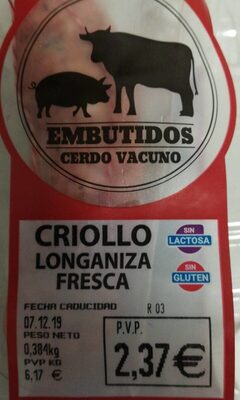 EMBUTIDOS
CERDO VACUNO
CRIOLLO
LONGANIZA
FRESCA
SIN
LACTOSA
SIN
GLUTEN
FECHA CADUCIDAD
R 03
07.12.19
PESO NETO
0,384kg
PVP KG
6,17 €
P.V.P.
2,37€